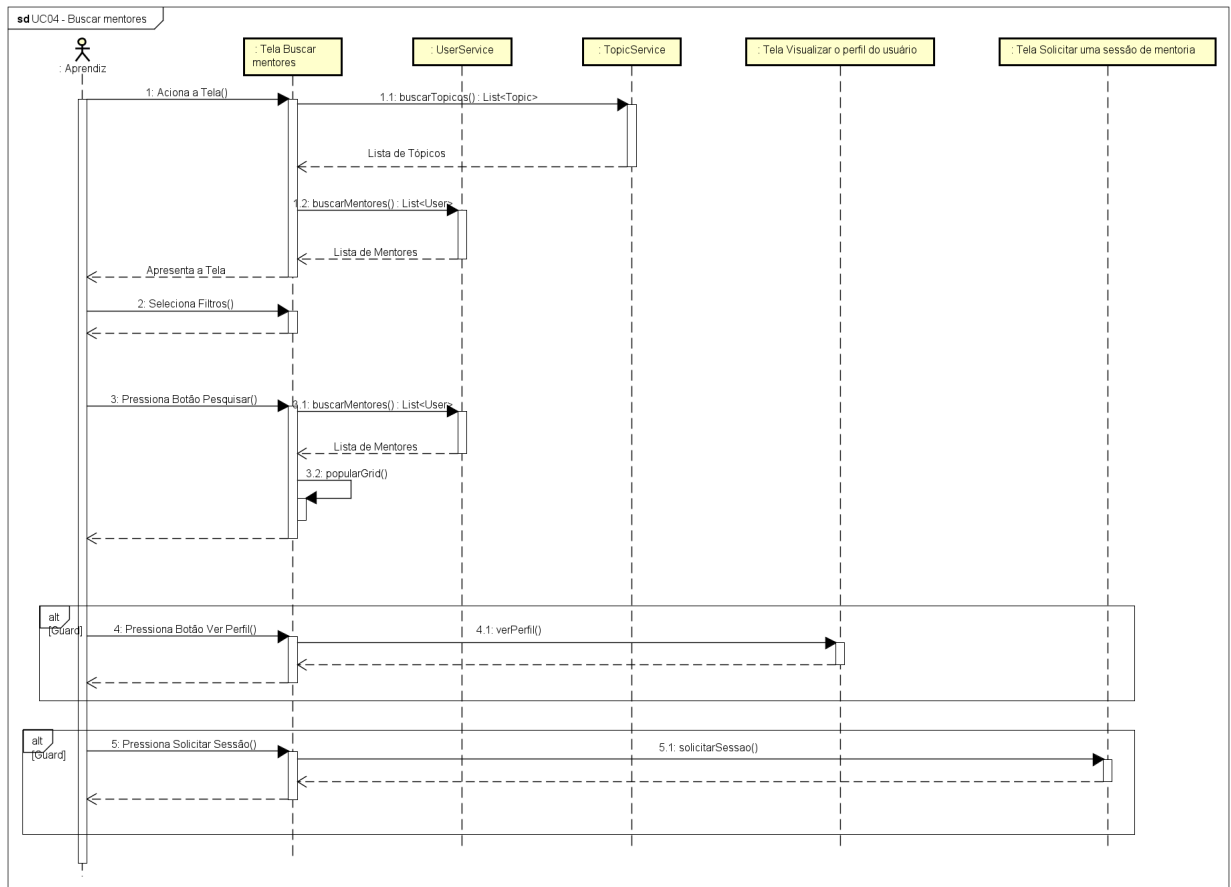 sd UC04 - Buscar mentores
: Aprendiz
: Tela Buscar
mentores
: UserService
: TopicService
: Tela Visualizar o perfil do usuário
: Tela Solicitar uma sessão de mentoria
1: Aciona a Tela()
1.1: buscarTopicos() : List<Topic>
Lista de Tópicos
1.2: buscarMentores() : List<User>
Lista de Mentores
Apresenta a Tela
2: Seleciona Filtros()
3: Pressiona Botão Pesquisar()
3.1: buscarMentores() : List<User>
Lista de Mentores
3.2: popularGrid()
alt
[Guard]
4: Pressiona Botão Ver Perfil()
4.1: verPerfil()
alt
[Guard]
5: Pressiona Solicitar Sessão()
5.1: solicitarSessao()